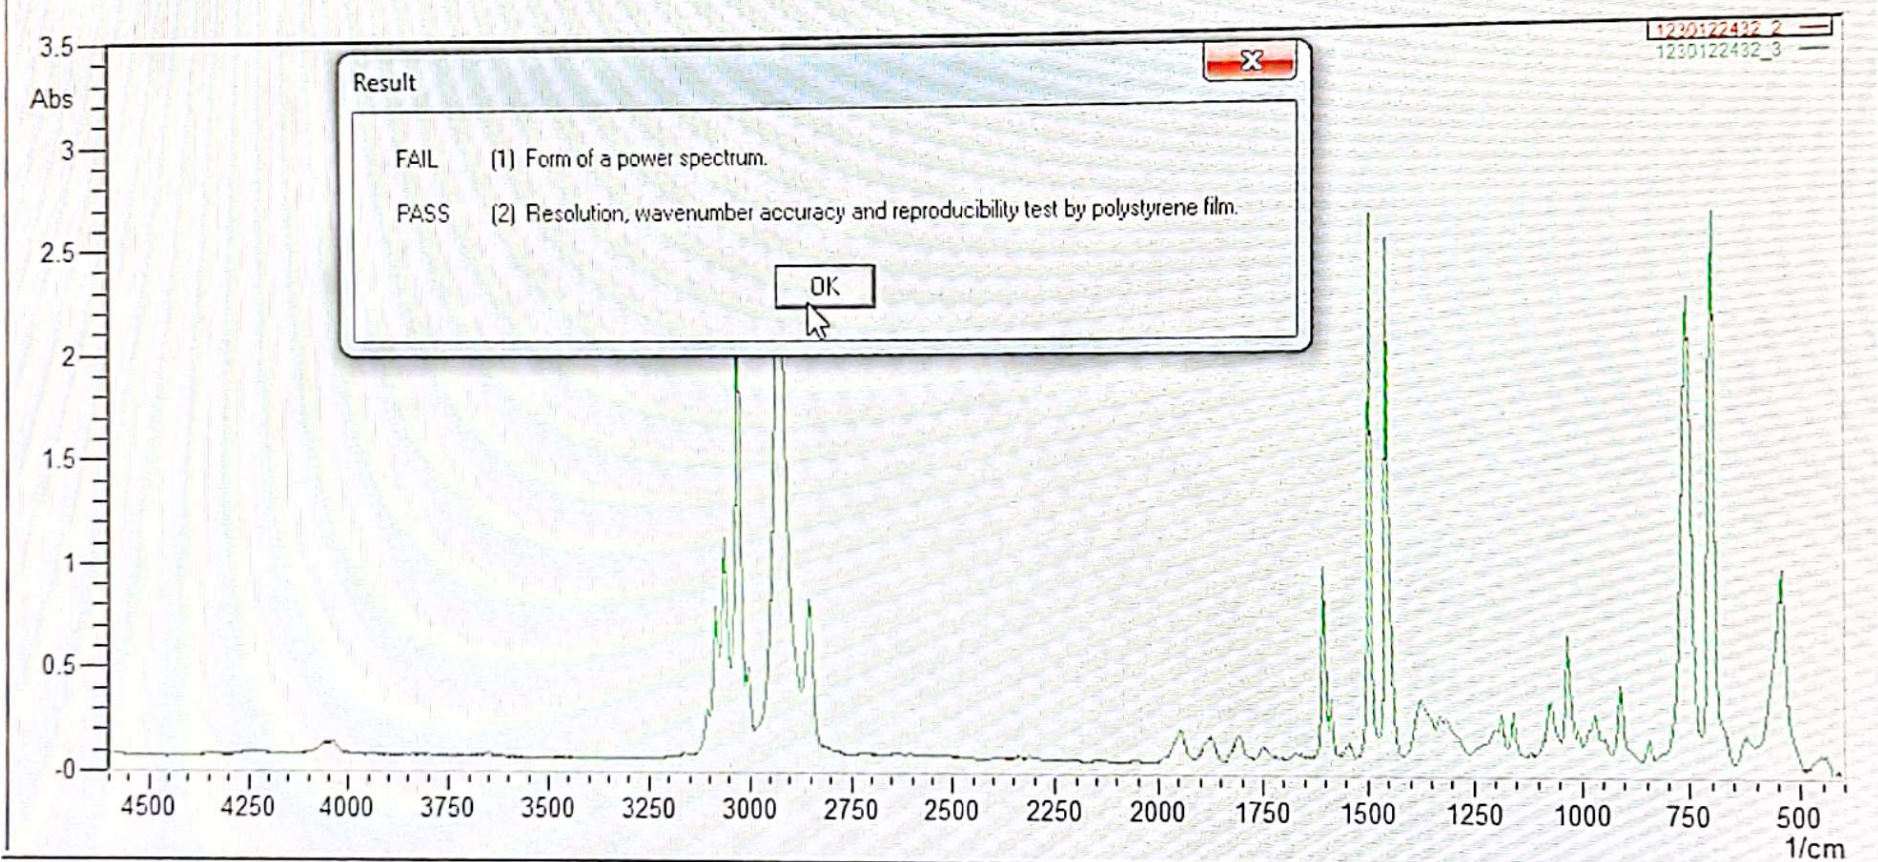 1230122432_2
1230122432_3
3.5
Abs
3
2.5
2
1.5
1
0.5
-0
Result
FAIL (1) Form of a power spectrum.
PASS (2) Resolution, wavenumber accuracy and reproducibility test by polystyrene film.
OK
4500 4250 4000 3750 3500 3250 3000 2750 2500 2250 2000 1750 1500 1250 1000 750 500
1/cm